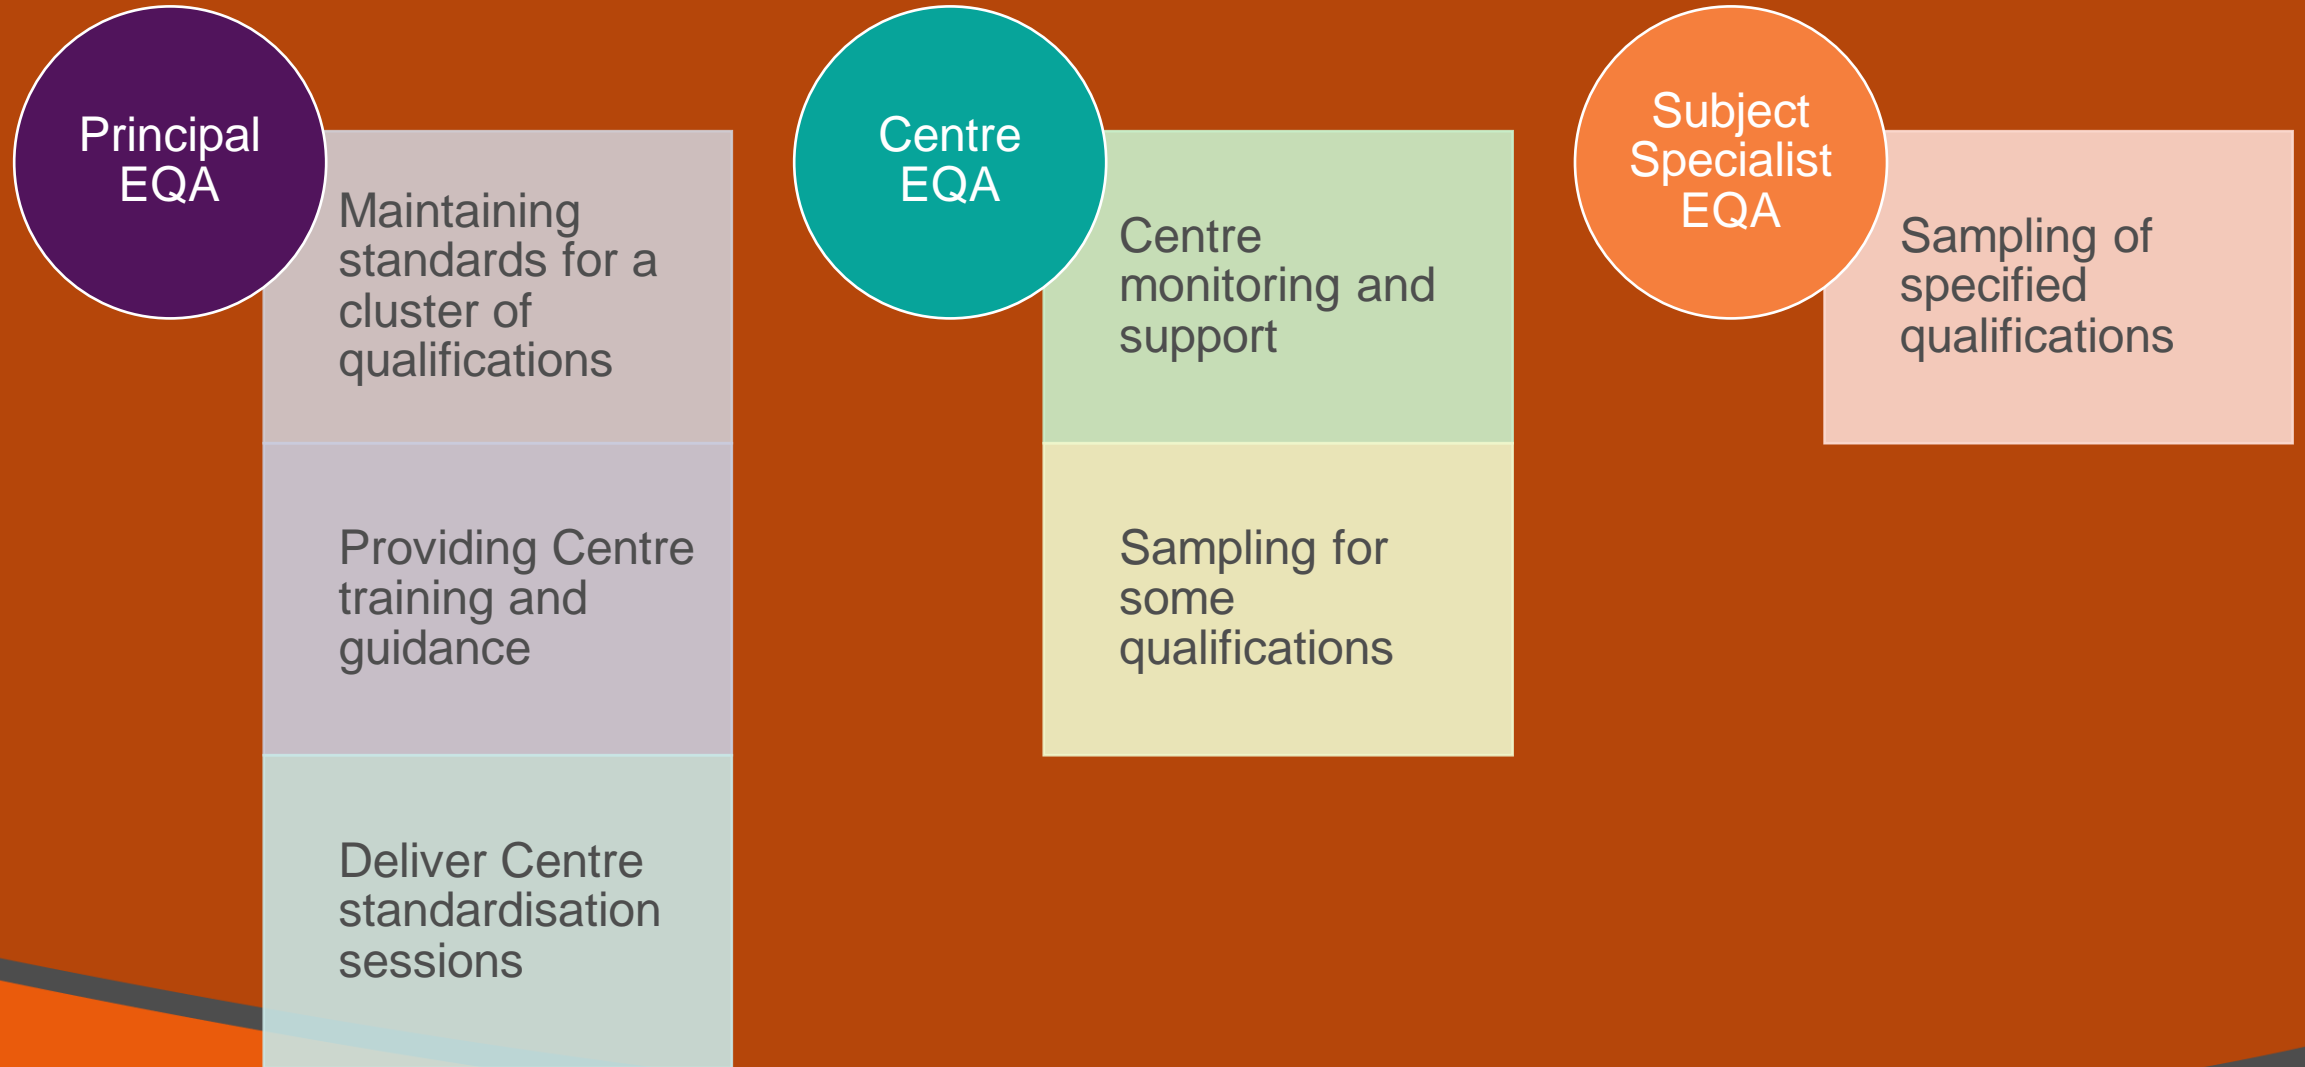 Principal
EQA
Maintaining
standards for a
cluster of
qualifications
Providing Centre
training and
guidance
Deliver Centre
standardisation
sessions
Centre
EQA
Centre
monitoring and
support
Sampling for
some
qualifications
Subject
Specialist
EQA
Sampling of
specified
qualifications